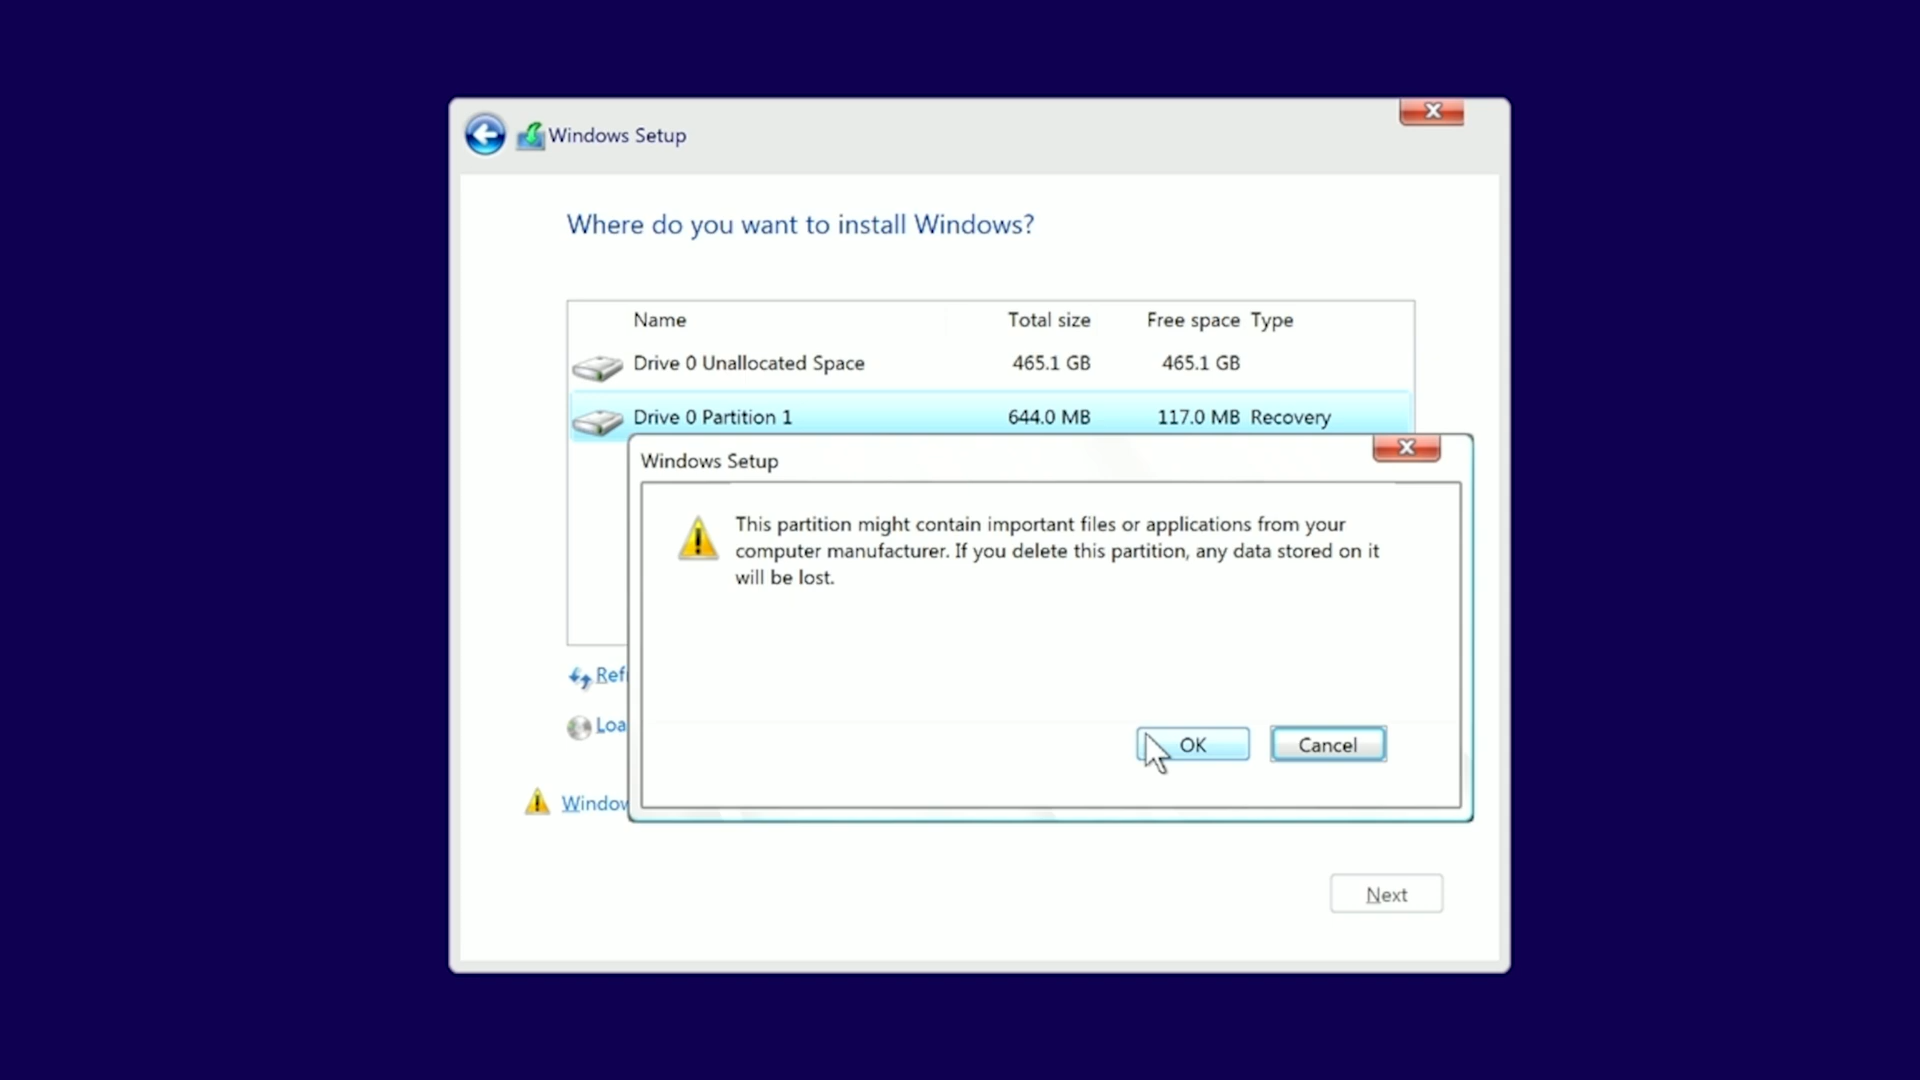 Windows Setup
Where do you want to install Windows?
Name Total size Free space Type
Drive 0 Unallocated Space 465.1 GB 465.1 GB
Drive 0 Partition 1 644.0 MB 117.0 MB Recovery
Windows Setup
This partition might contain important files or applications from your
computer manufacturer. If you delete this partition, any data stored on it
will be lost.
OK Cancel
Next